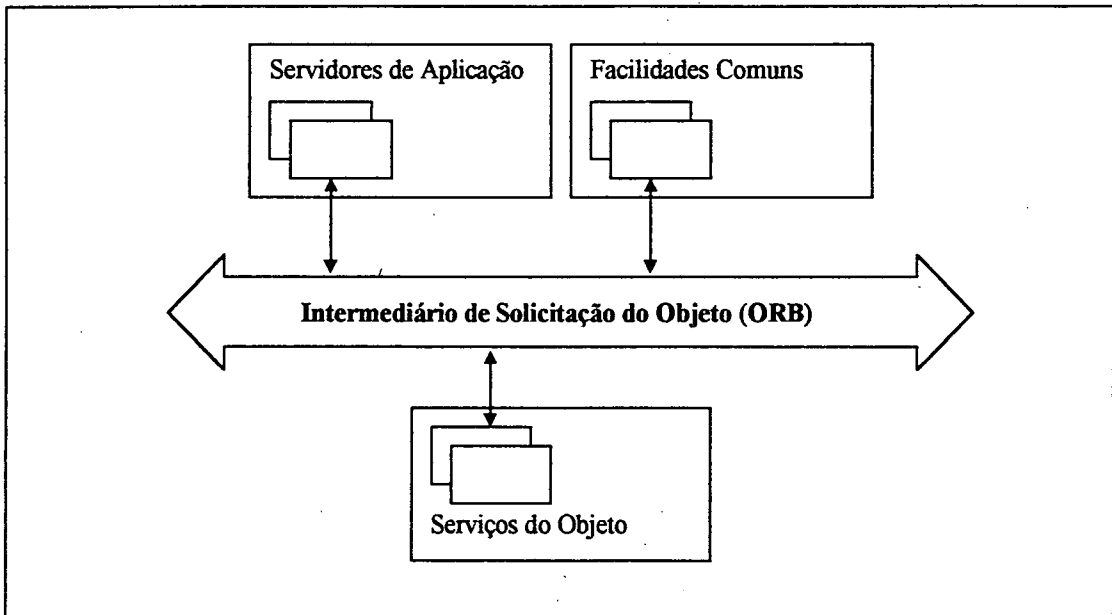 Servidores de Aplicação
Facilidades Comuns
Intermediário de Solicitação do Objeto (ORB)
Serviços do Objeto